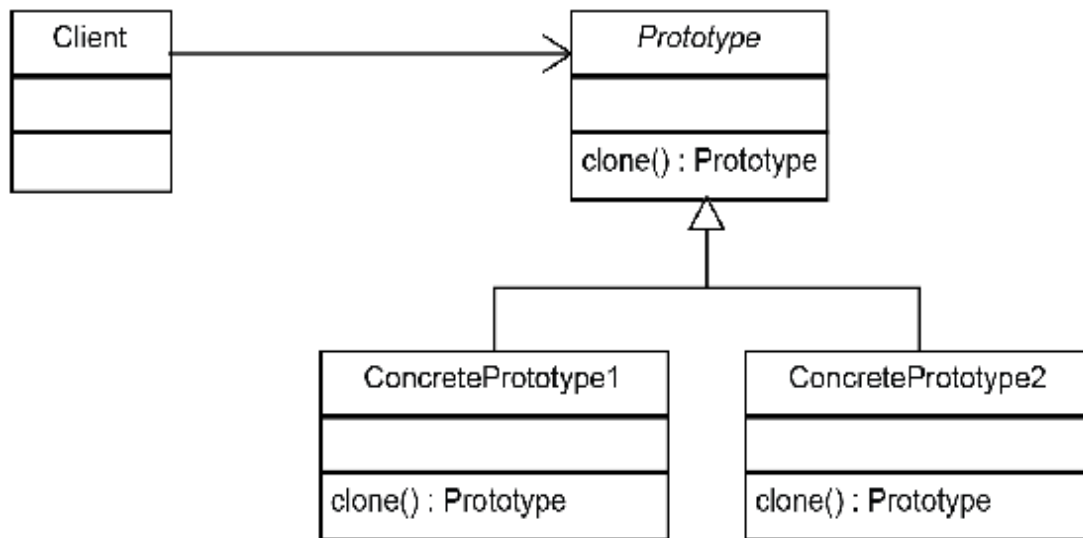 Client
Prototype
clone() : Prototype
ConcretePrototype1
ConcretePrototype2
clone() : Prototype
clone() : Prototype